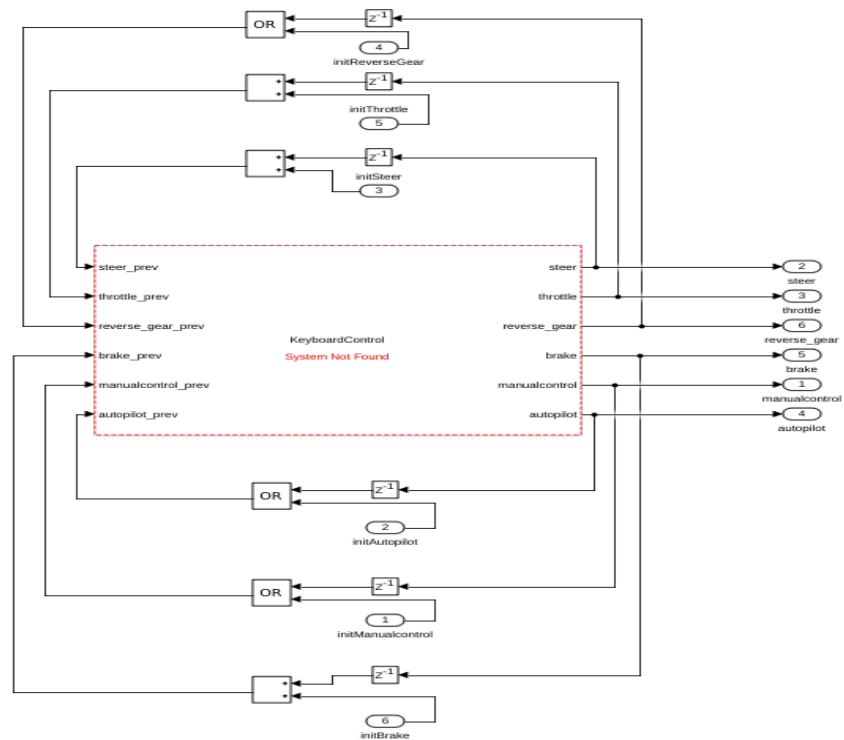 OR
z-1
4
initReverseGear
z-1
+
+
initThrottle
5
z-1
+
+
initSteer
3
steer_prev
steer
2
steer
throttle_prev
throttle
3
throttle
reverse_gear_prev
reverse_gear
6
reverse_gear
KeyboardControl
System Not Found
brake_prev
brake
5
brake
manualcontrol_prev
manualcontrol
1
manualcontrol
autopilot_prev
autopilot
4
autopilot
OR
z-1
2
initAutopilot
OR
z-1
1
initManualcontrol
z-1
+
+
6
initBrake